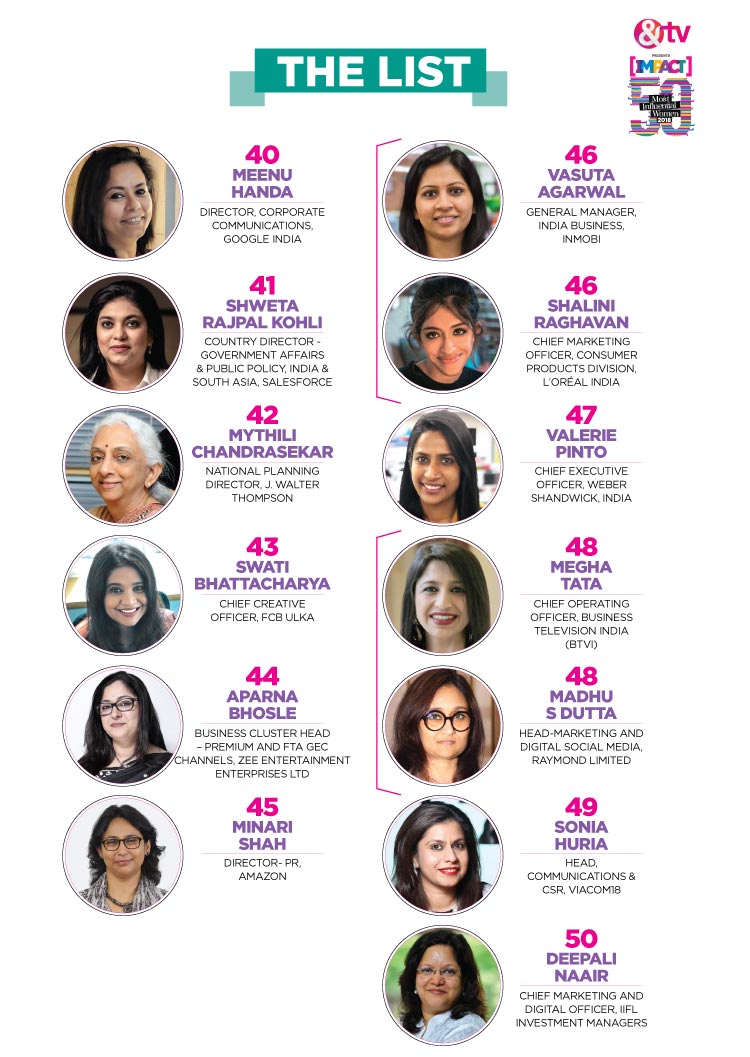 &tv
PRESENTS
[IMPACT]
50
Most
Influential
Women
2018
THE LIST
40
MEENU
HANDA
DIRECTOR, CORPORATE
COMMUNICATIONS,
GOOGLE INDIA
41
SHWETA
RAJPAL KOHLI
COUNTRY DIRECTOR -
GOVERNMENT AFFAIRS
& PUBLIC POLICY, INDIA &
SOUTH ASIA, SALESFORCE
42
MYTHILI
CHANDRASEKAR
NATIONAL PLANNING
DIRECTOR, J. WALTER
THOMPSON
43
SWATI
BHATTACHARYA
CHIEF CREATIVE
OFFICER, FCB ULKA
44
APARNA
BHOSLE
BUSINESS CLUSTER HEAD
– PREMIUM AND FTA GEC
CHANNELS, ZEE ENTERTAINMENT
ENTERPRISES LTD
45
MINARI
SHAH
DIRECTOR- PR,
AMAZON
46
VASUTA
AGARWAL
GENERAL MANAGER,
INDIA BUSINESS,
INMOBI
46
SHALINI
RAGHAVAN
CHIEF MARKETING
OFFICER, CONSUMER
PRODUCTS DIVISION,
L'ORÉAL INDIA
47
VALERIE
PINTO
CHIEF EXECUTIVE
OFFICER, WEBER
SHANDWICK, INDIA
48
MEGHA
TATA
CHIEF OPERATING
OFFICER, BUSINESS
TELEVISION INDIA
(BTVI)
48
MADHU
S DUTTA
HEAD-MARKETING AND
DIGITAL SOCIAL MEDIA,
RAYMOND LIMITED
49
SONIA
HURIA
HEAD,
COMMUNICATIONS &
CSR, VIACOM18
50
DEEPALI
NAAIR
CHIEF MARKETING AND
DIGITAL OFFICER, IIFL
INVESTMENT MANAGERS